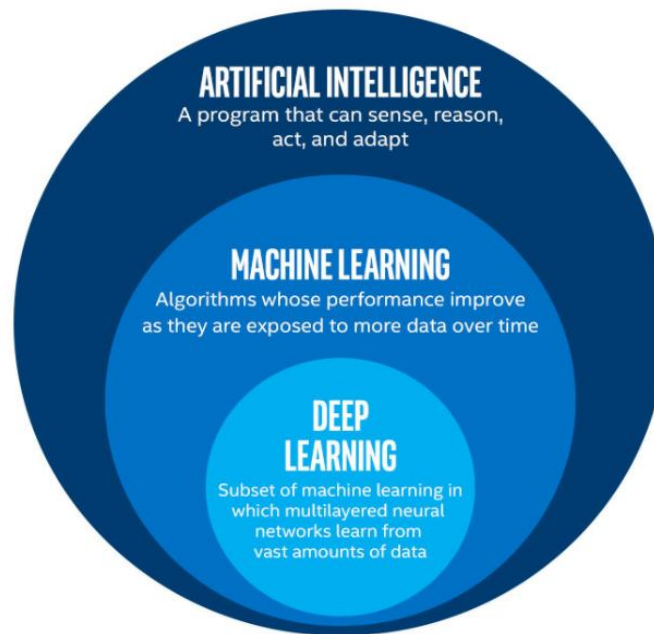 ARTIFICIAL INTELLIGENCE
A program that can sense, reason,
act, and adapt
MACHINE LEARNING
Algorithms whose performance improve
as they are exposed to more data over time
DEEP
LEARNING
Subset of machine learning in
which multilayered neural
networks learn from
vast amounts of data